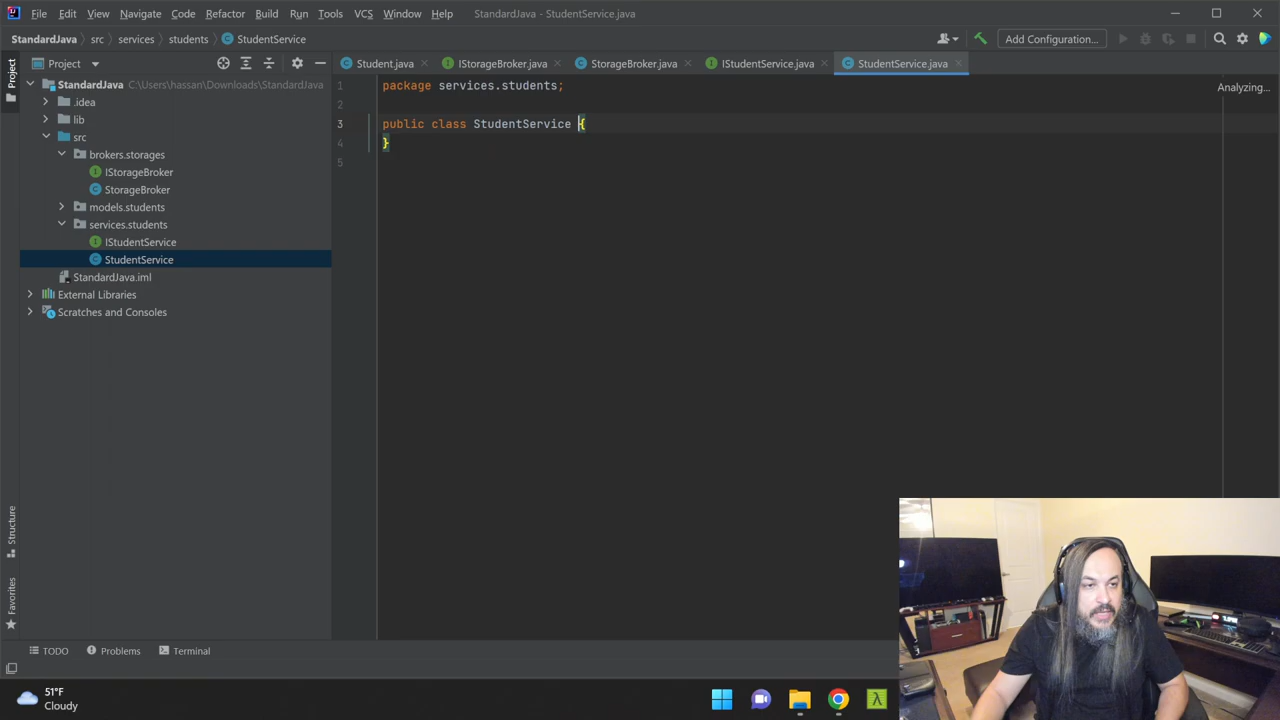 File Edit View Navigate Code Refactor Build Run Tools VCS Window Help StandardJava - StudentService.java
StandardJava src services students StudentService Add Configuration...
Project
Project
Student.java IStorageBroker.java StorageBroker.java IStudentService.java StudentService.java
StandardJava C:\Users\hassan\Downloads\StandardJava
.idea
lib
src
brokers.storages
IStorageBroker
StorageBroker
models.students
services.students
IStudentService
StudentService
StandardJava.iml
External Libraries
Scratches and Consoles
1 package services.students;
2
3 public class StudentService {
4 }
5
Analyzing...
Structure
Favorites
TODO Problems Terminal
51°F
Cloudy